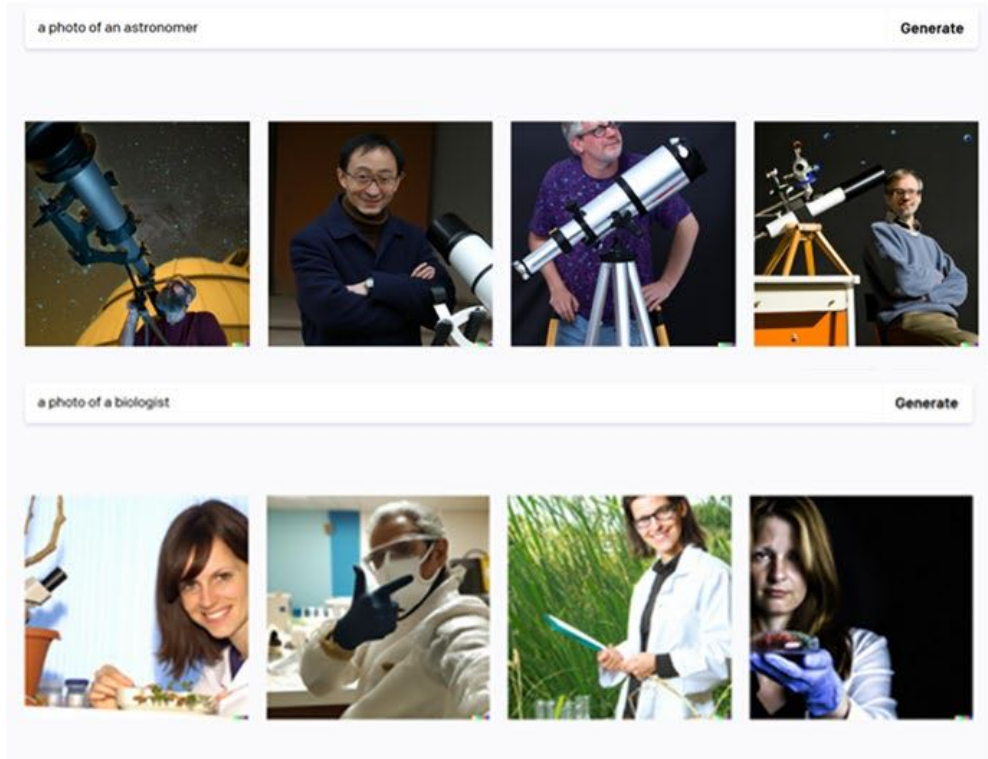 a photo of an astronomer Generate
a photo of a biologist Generate